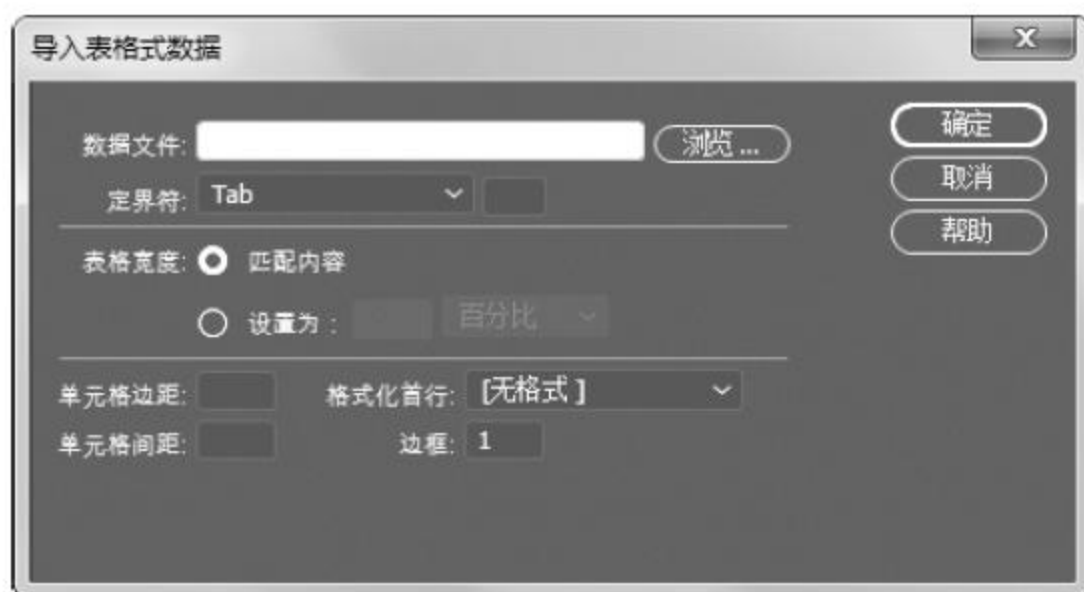 导入表格式数据
X
数据文件: 浏览 ... 确定
定界符: Tab 取消
表格宽度: 匹配内容 帮助
设置为 : 百分比
单元格边距: 格式化首行: [无格式 ]
单元格间距: 边框: 1